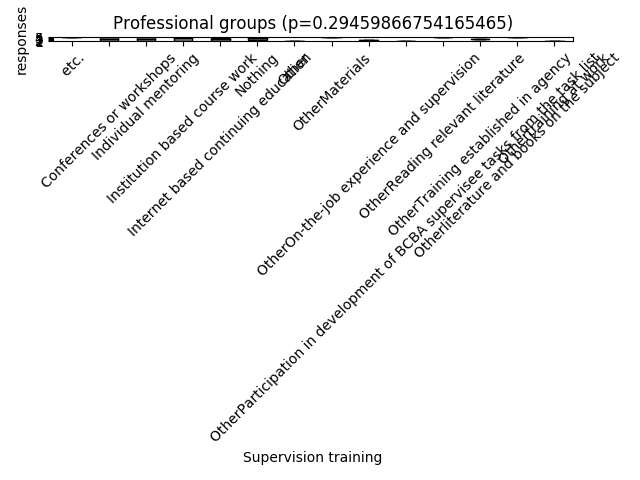 Professional groups (p=0.29459866754165465)
responses
etc.
Conferences or workshops
Individual mentoring
Institution based course work
Nothing
Internet based continuing education
Other
OtherMaterials
OtherOn-the-job experience and supervision
OtherReading relevant literature
OtherTraining established in agency
OtherParticipation in development of BCBA supervisee tasks from the task list
Othertraining at work
Otherliterature and books on the subject
Supervision training